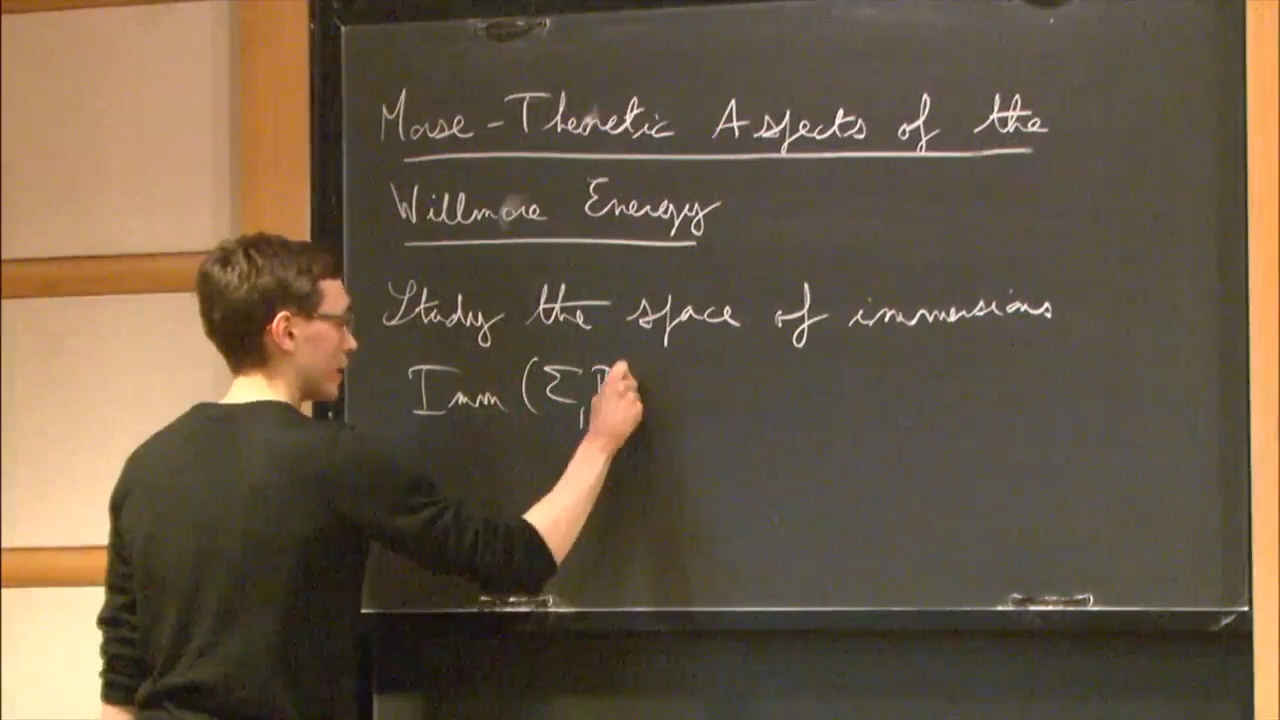 Morse-Theoretic Aspects of the
Willmore Energy
Study the space of immersions
Imm (Σ,